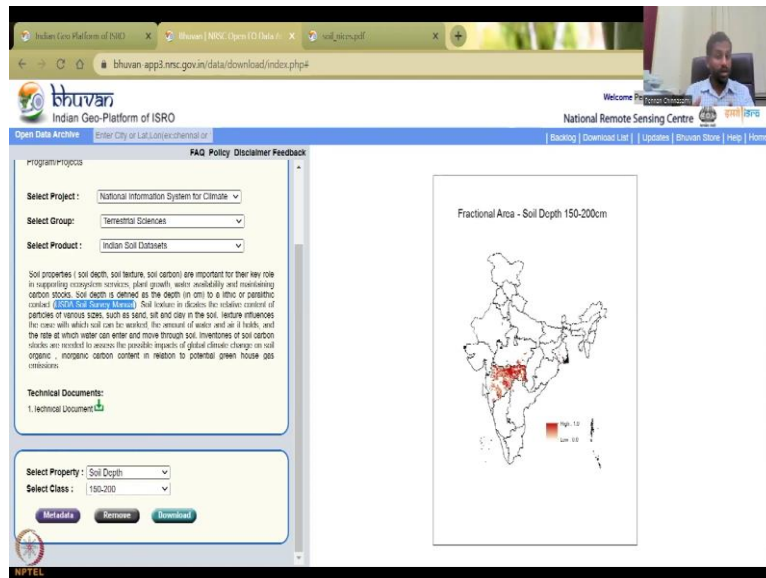 Indian Geo Platform of ISRO X
Bhuvan | NRSC Open EO Data A X
soil_nices.pdf X
bhuvan-app3.nrsc.gov.in/data/download/index.php#
bhuvan
Indian Geo-Platform of ISRO
Welcome
Ponnan Chinnasami
National Remote Sensing Centre
Open Data Archive
Enter City or Lat,Lon(ex:chennai or
| Backlog | Download List | | Updates | Bhuvan Store | Help | Home
FAQ Policy Disclaimer Feedback
Program/Projects
Select Project : National Information System for Climate
Select Group: Terrestrial Sciences
Select Product : Indian Soil Datasets
Soil properties ( soil depth, soil texture, soil carbon) are important for their key role
in supporting ecosystem services, plant growth, water availability and maintaining
carbon stocks. Soil depth is defined as the depth (in cm) to a lithic or paralithic
contact (USDA Soil Survey Manual). Soil texture in dicates the relative content of
particles of various sizes, such as sand, silt and clay in the soil. Texture influences
the ease with which soil can be worked, the amount of water and air it holds, and
the rate at which water can enter and move through soil. Inventories of soil carbon
stocks are needed to assess the possible impacts of global climate change on soil
organic , inorganic carbon content in relation to potential green house gas
emissions.
Technical Documents:
1. Technical Document
Select Property : Soil Depth
Select Class : 150-200
Metadata Remove Download
Fractional Area - Soil Depth 150-200cm
High : 1.0
Low : 0.0
NPTEL